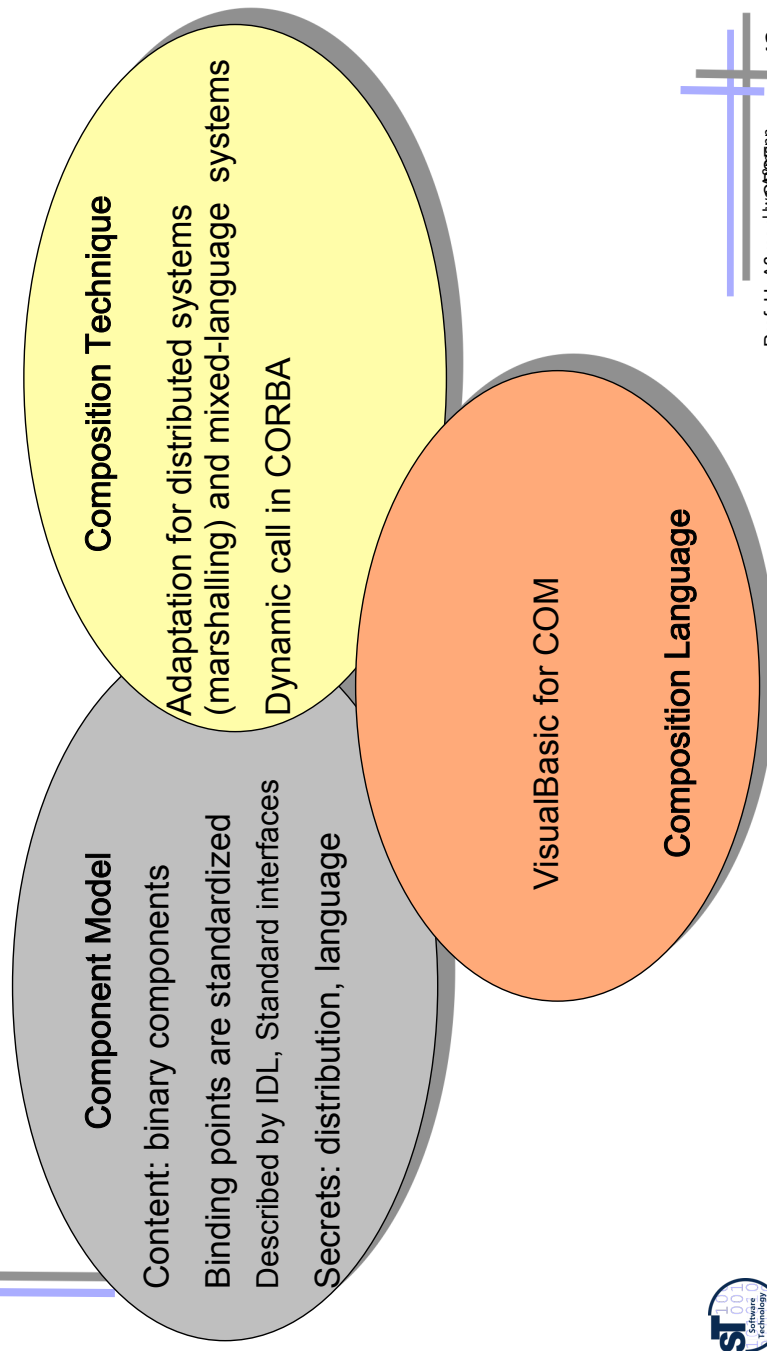 Component Model
Content: binary components
Binding points are standardized
Described by IDL, Standard interfaces
Secrets: distribution, language
Composition Technique
Adaptation for distributed systems
(marshalling) and mixed-language systems
Dynamic call in CORBA
VisualBasic for COM
Composition Language
ST
Software
Technology